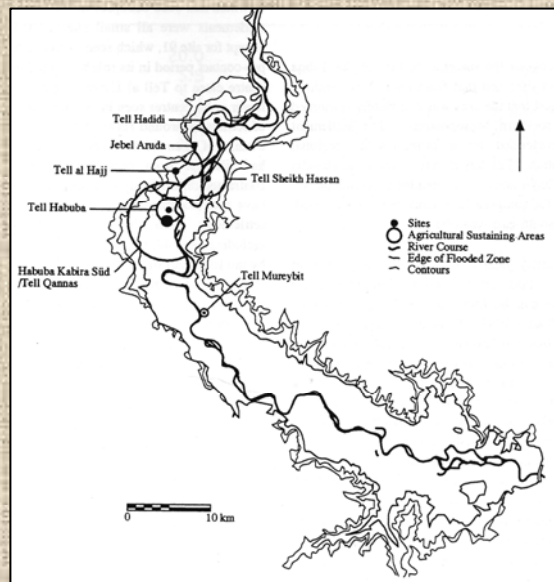 Tell Hadidi
Jebel Aruda
Tell al Hajj
Tell Sheikh Hassan
Tell Habuba
Habuba Kabira Süd
/Tell Qannas
Tell Mureybit
Sites
Agricultural Sustaining Areas
River Course
Edge of Flooded Zone
Contours
0
10 km